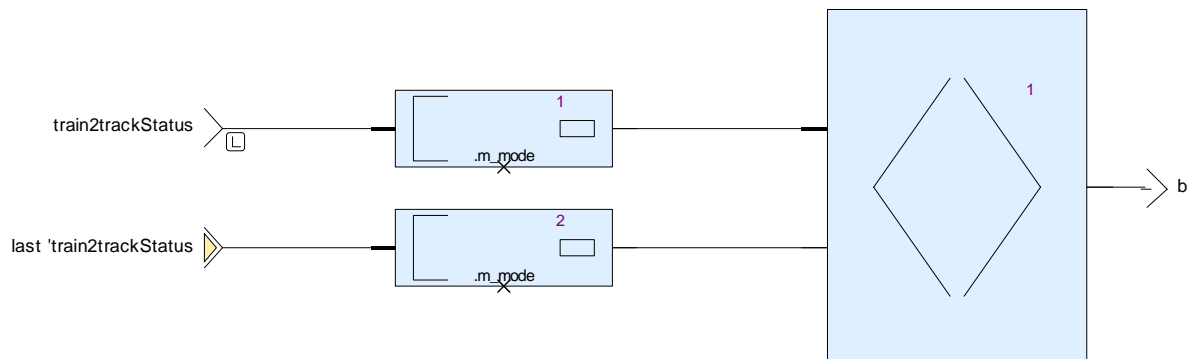 1
train2trackStatus
L
1
.m_mode
b
2
last 'train2trackStatus
.m_mode